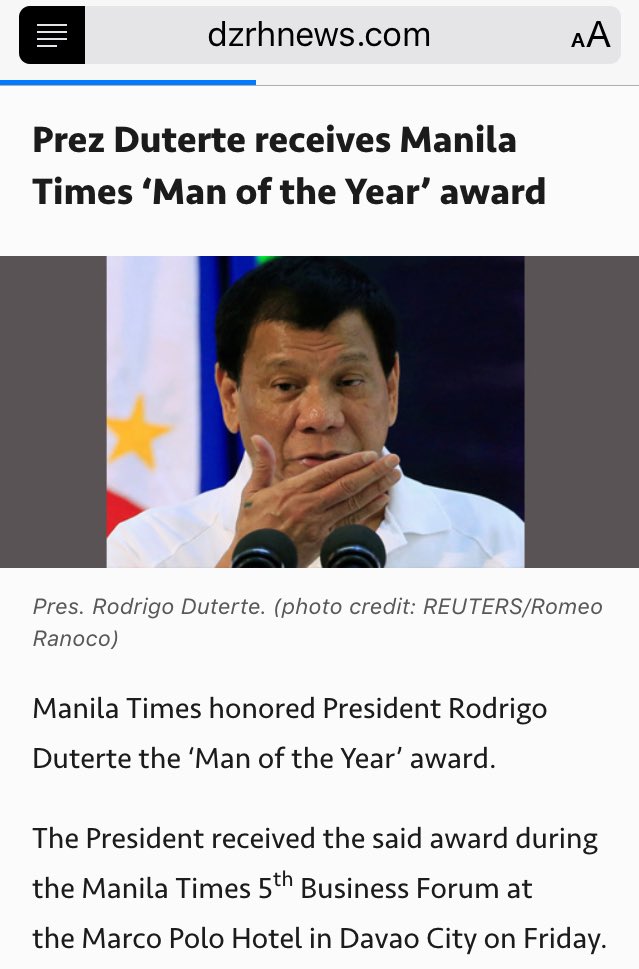 dzrhnews.com
AA
Prez Duterte receives Manila
Times ‘Man of the Year’ award
Pres. Rodrigo Duterte. (photo credit: REUTERS/Romeo
Ranoco)
Manila Times honored President Rodrigo
Duterte the ‘Man of the Year’ award.
The President received the said award during
the Manila Times 5th Business Forum at
the Marco Polo Hotel in Davao City on Friday.